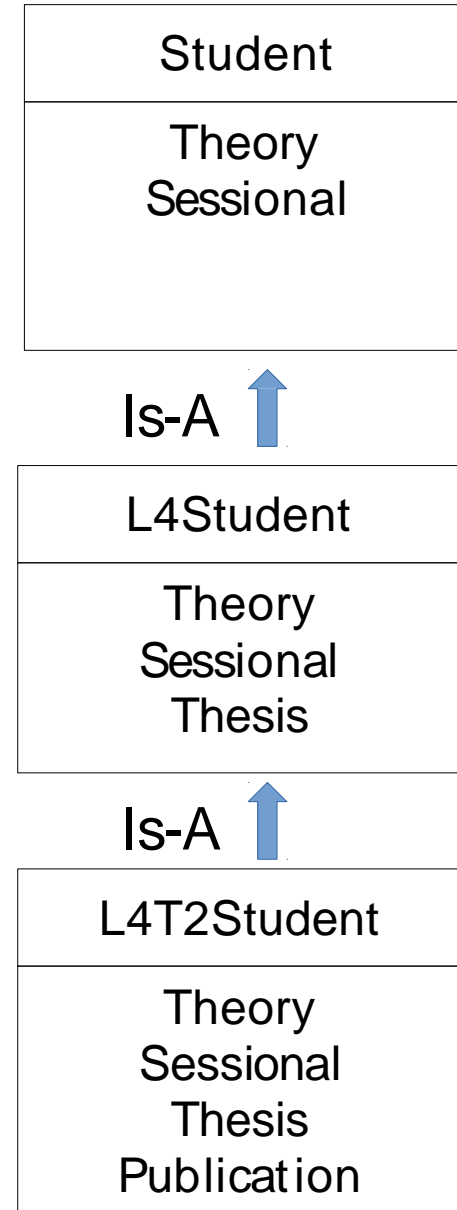 Student
Theory
Sessional
Is-A
L4Student
Theory
Sessional
Thesis
Is-A
L4T2Student
Theory
Sessional
Thesis
Publication